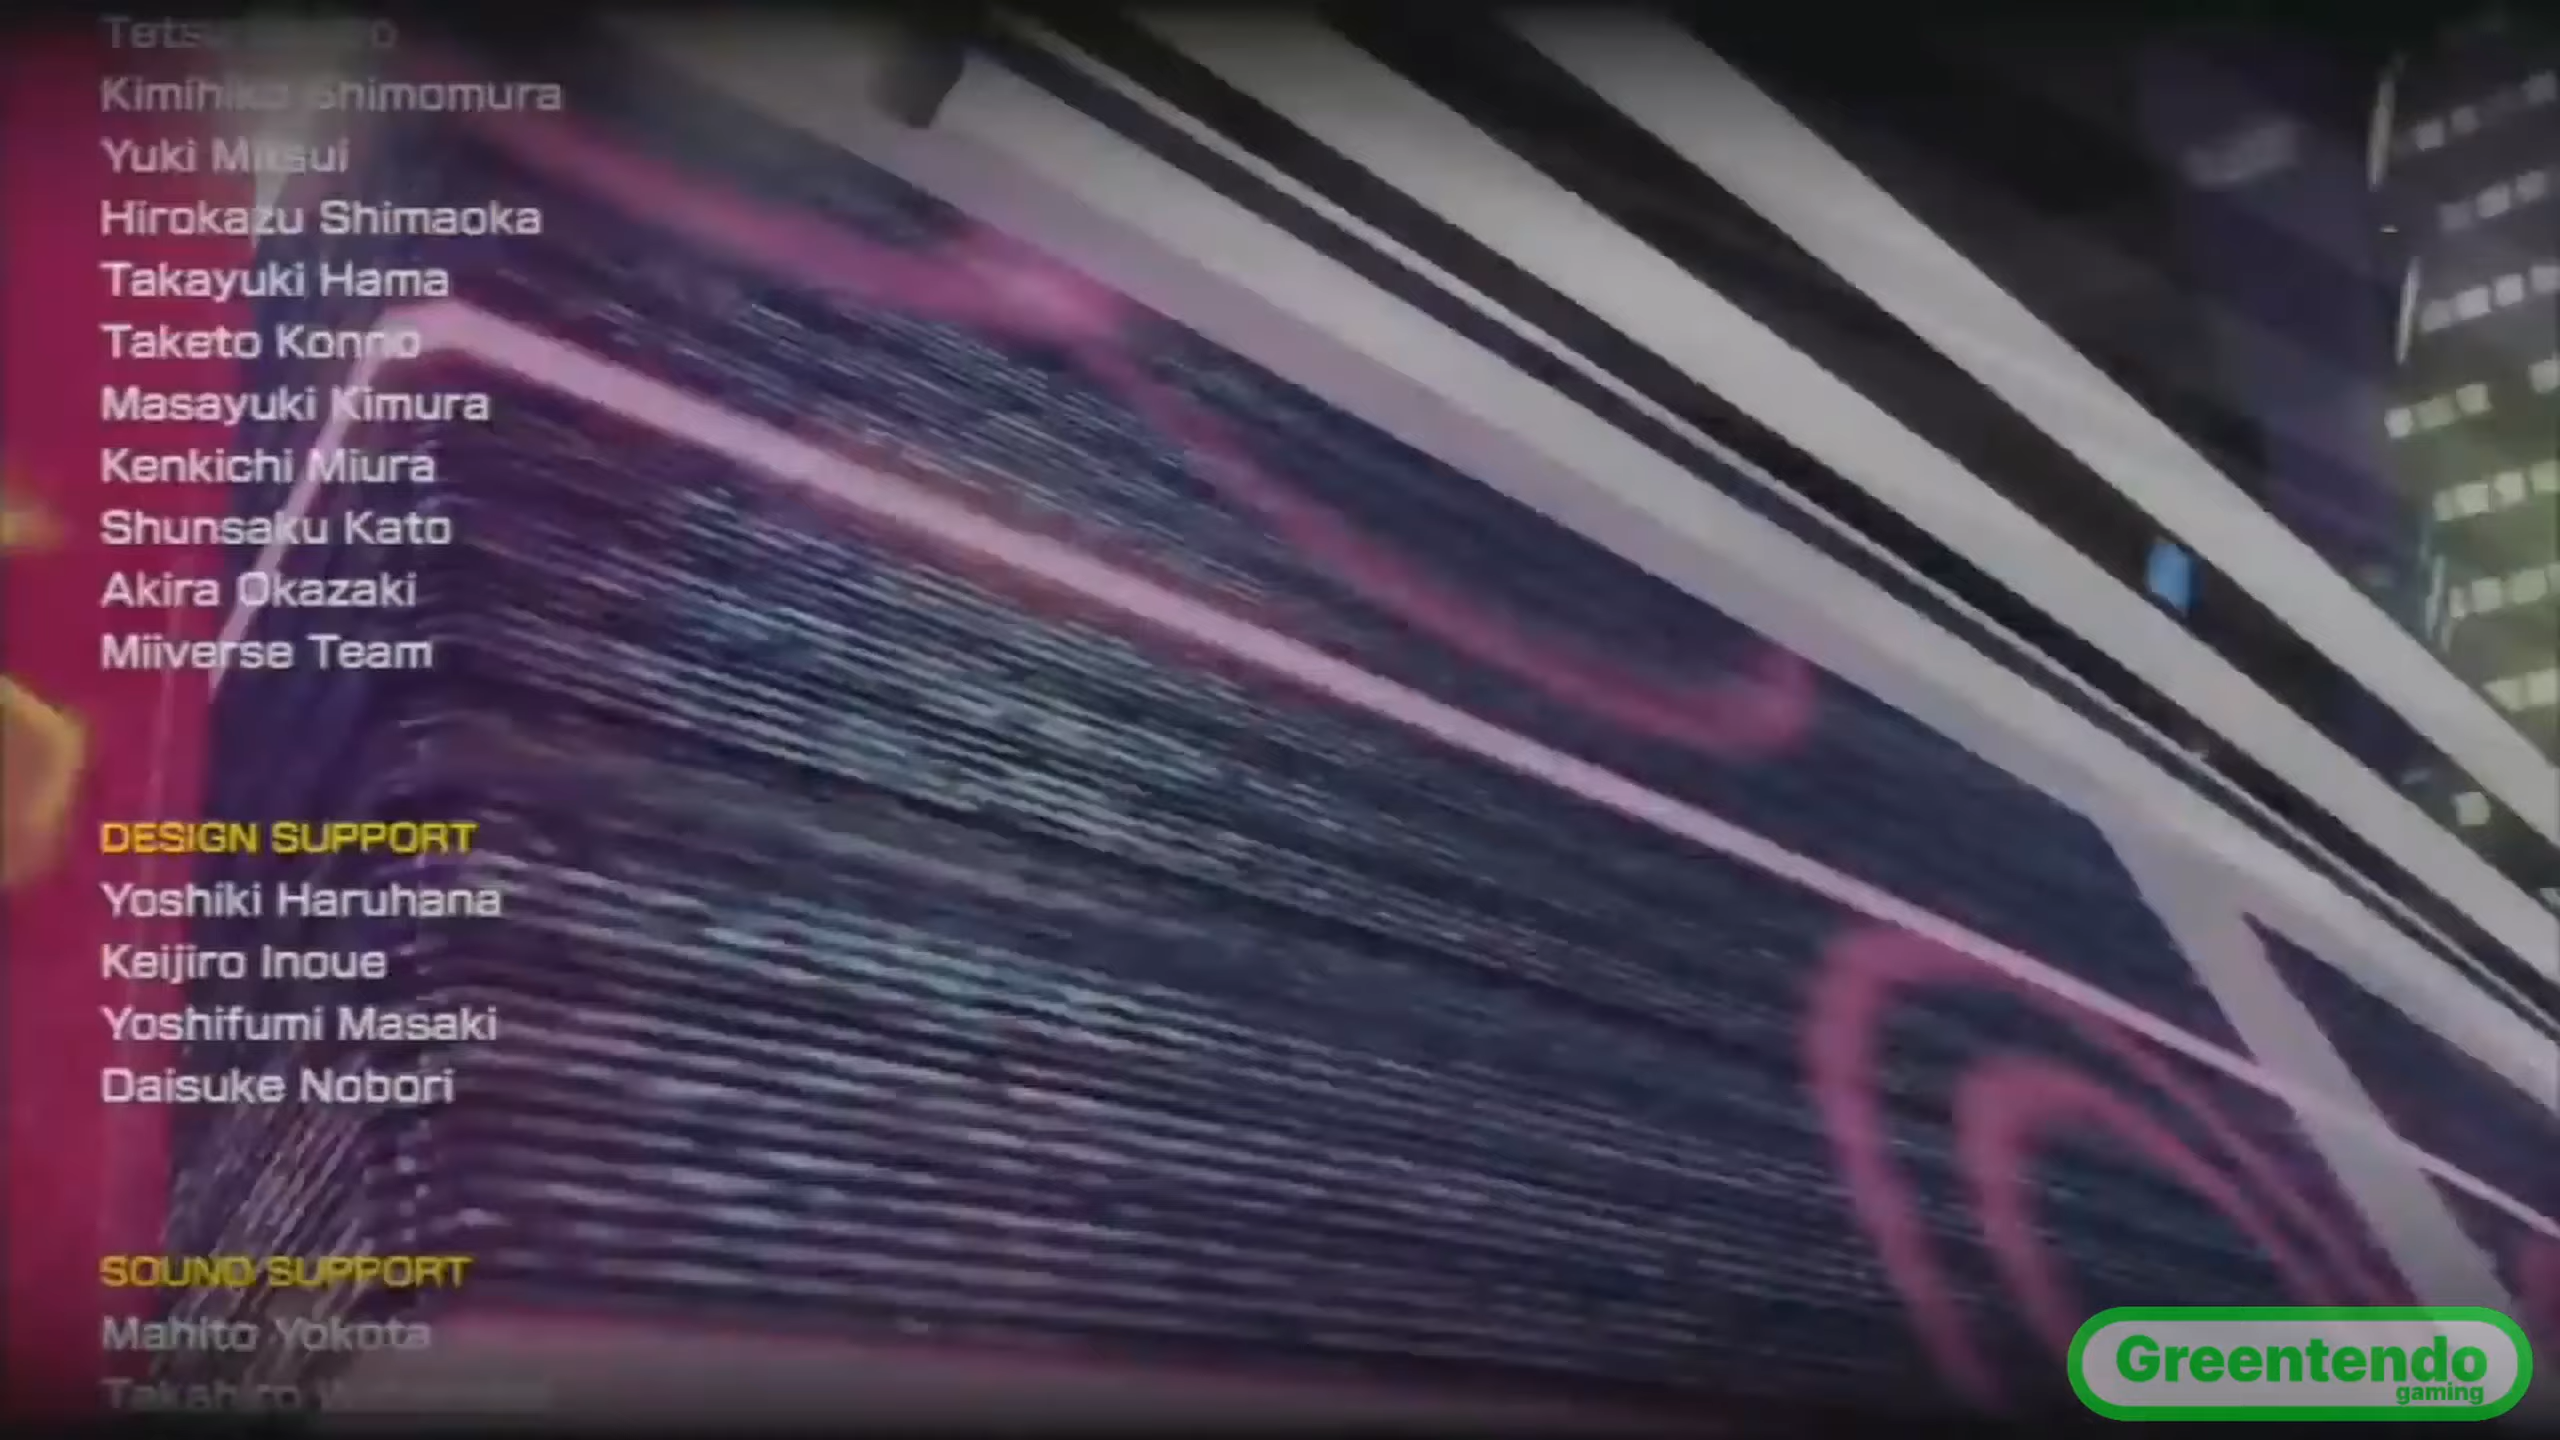 Kimihiko Shimomura
Yuki Mitsui
Hirokazu Shimaoka
Takayuki Hama
Taketo Konno
Masayuki Kimura
Kenkichi Miura
Shunsaku Kato
Akira Okazaki
Miiverse Team
DESIGN SUPPORT
Yoshiki Haruhana
Keijiro Inoue
Yoshifumi Masaki
Daisuke Nobori
SOUND SUPPORT
Mahito Yokota
Takahiro
Greentendo
gaming